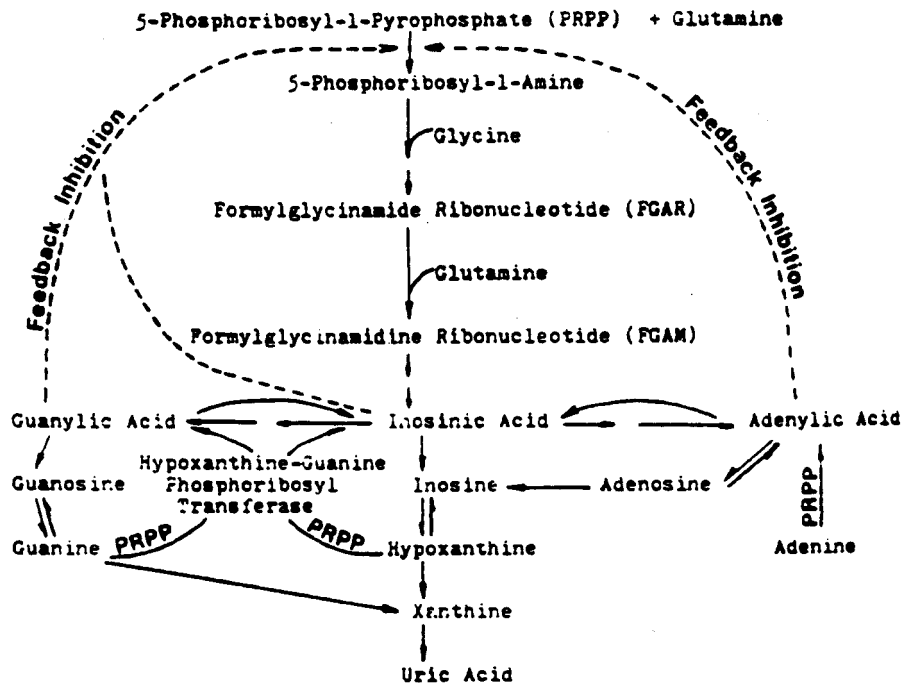 5-Phosphoribosyl-1-Pyrophosphate (PRPP) + Glutamine
5-Phosphoribosyl-1-Amine
Glycine
Formylglycinamide Ribonucleotide (FGAR)
Glutamine
Formylglycinamidine Ribonucleotide (FGAM)
Feedback Inhibition
Feedback Inhibition
Guanylic Acid
Inosinic Acid
Adenylic Acid
Hypoxanthine-Guanine
Phosphoribosyl
Transferase
Guanosine
Inosine
Adenosine
PRPP
Guanine
PRPP
PRPP
Hypoxanthine
Adenine
Xanthine
Uric Acid